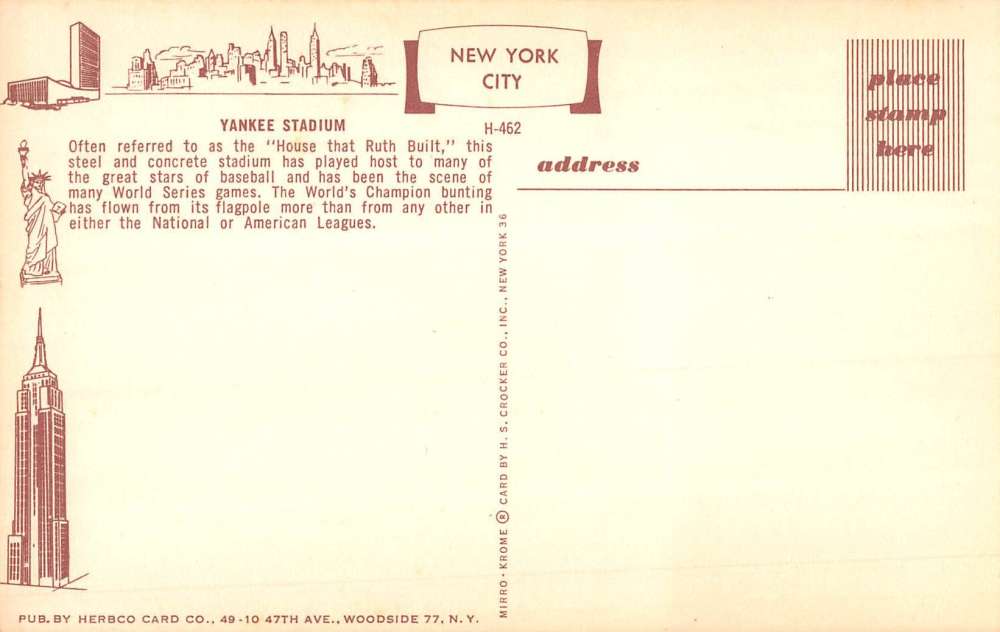 NEW YORK
CITY
YANKEE STADIUM
H-462
Often referred to as the "House that Ruth Built," this
steel and concrete stadium has played host to many of
the great stars of baseball and has been the scene of
many World Series games. The World's Champion bunting
has flown from its flagpole more than from any other in
either the National or American Leagues.
place
stamp
here
address
MIRRO-KROME ® CARD BY H. S. CROCKER CO., INC., NEW YORK 36
PUB. BY HERBCO CARD CO., 49-10 47TH AVE., WOODSIDE 77, N. Y.